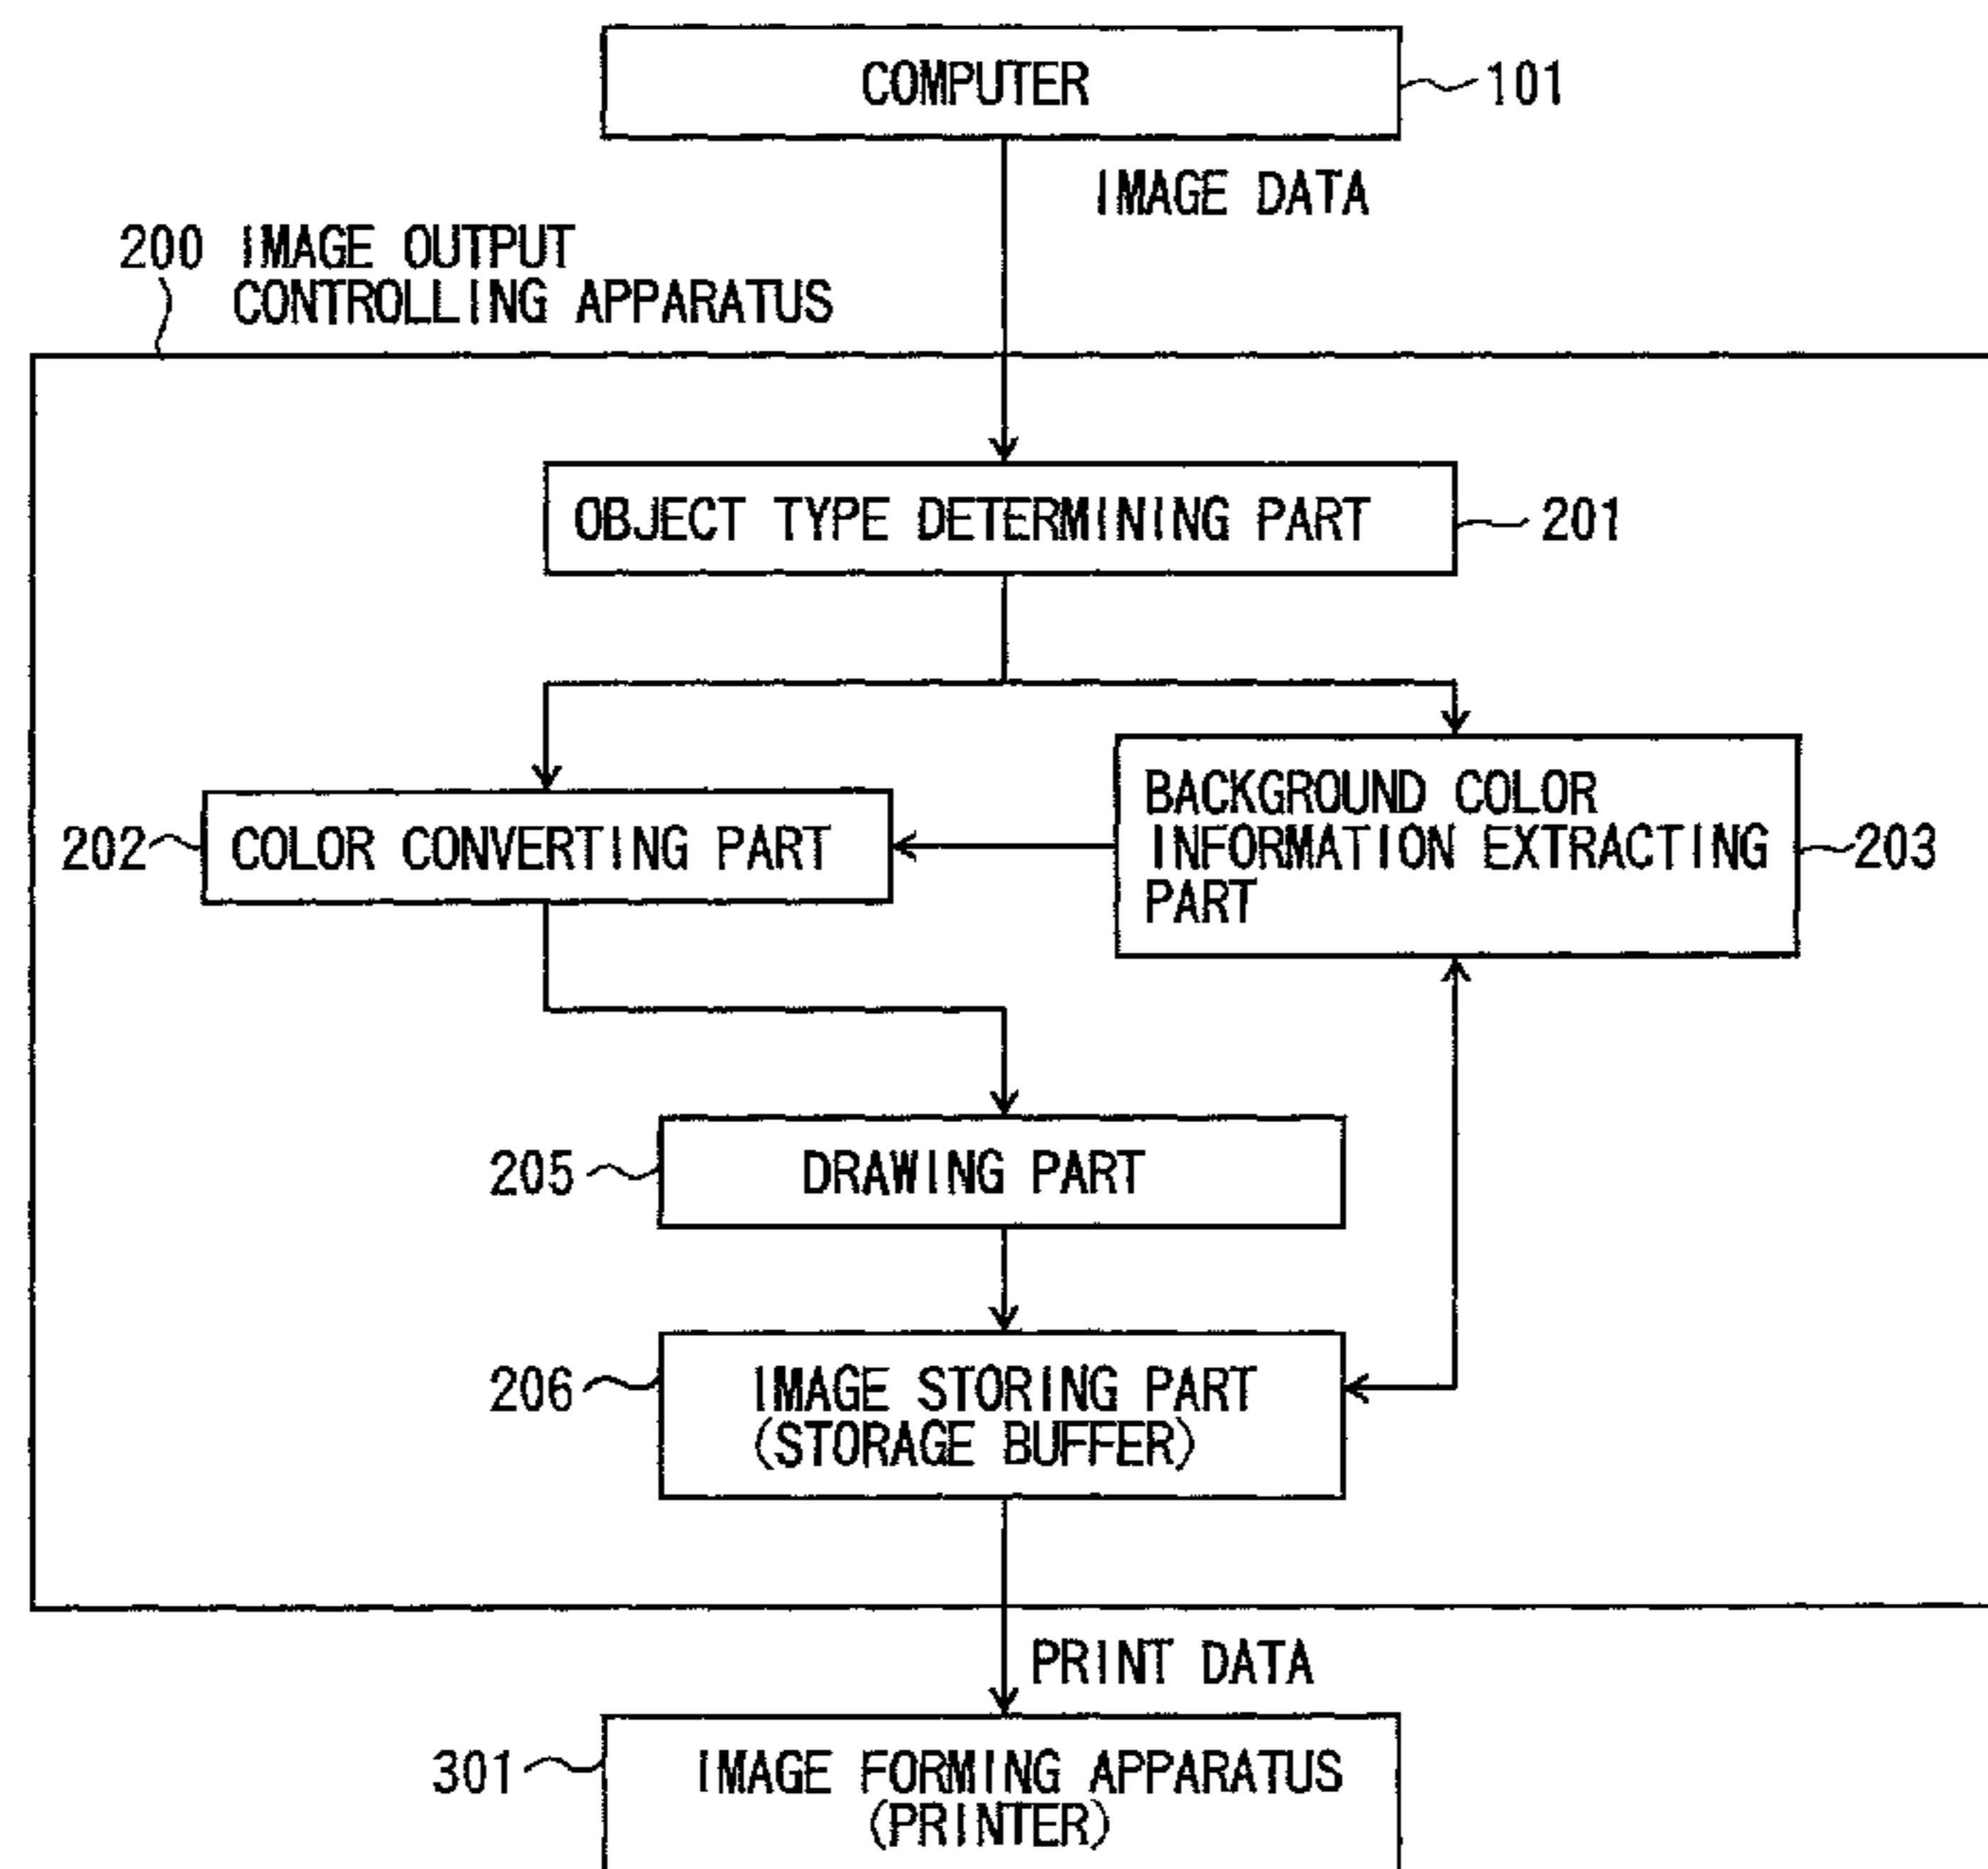 COMPUTER
101
IMAGE DATA
200 IMAGE OUTPUT
CONTROLLING APPARATUS
OBJECT TYPE DETERMINING PART
201
202
COLOR CONVERTING PART
BACKGROUND COLOR
INFORMATION EXTRACTING
PART
203
205
DRAWING PART
206
IMAGE STORING PART
(STORAGE BUFFER)
PRINT DATA
301
IMAGE FORMING APPARATUS
(PRINTER)